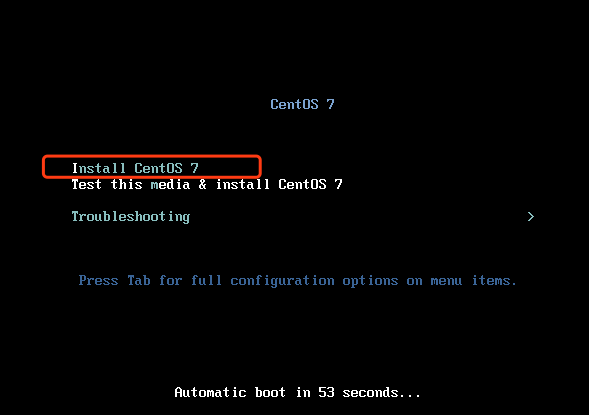 CentOS 7
Install CentOS 7
Test this media & install CentOS 7
Troubleshooting >
Press Tab for full configuration options on menu items.
Automatic boot in 53 seconds...